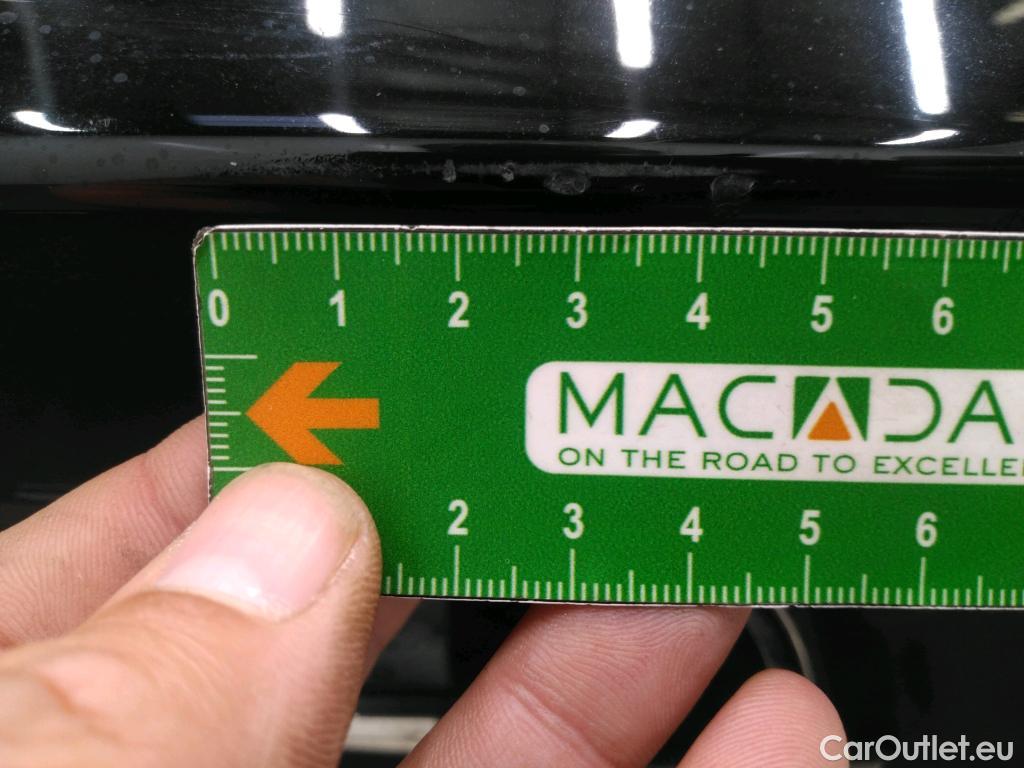 0 1 2 3 4 5 6
MACADA
ON THE ROAD TO EXCELLE
2 3 4 5 6
CarOutlet.eu